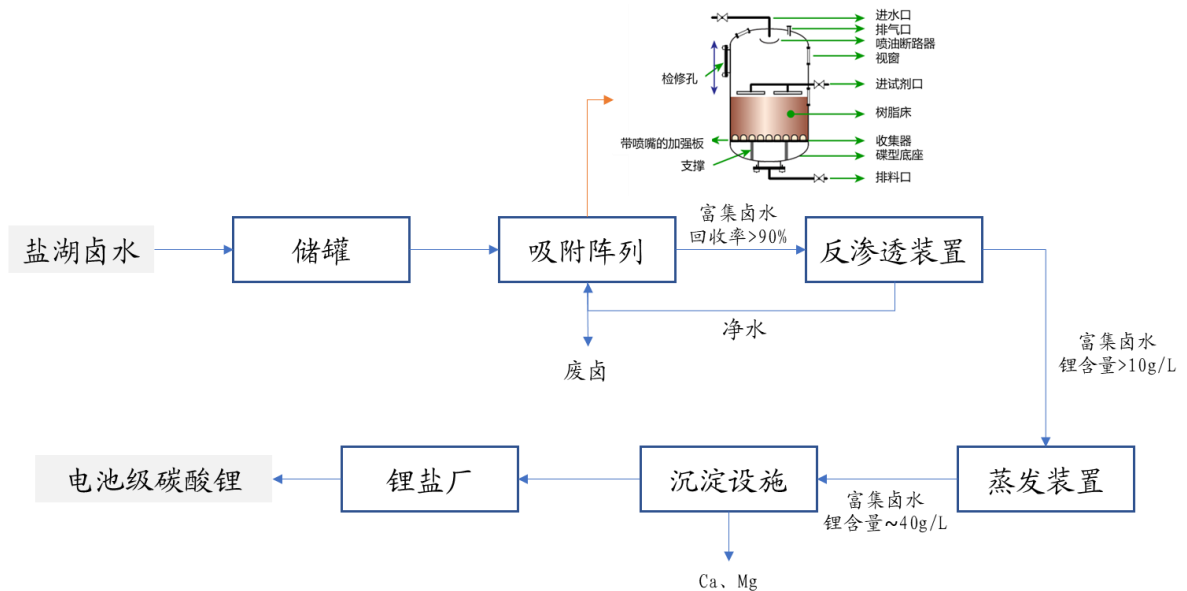 进水口
排气口
喷油断路器
视窗
检修孔
进试剂口
树脂床
带喷嘴的加强板
收集器
支撑
碟型底座
排料口
盐湖卤水
储罐
吸附阵列
富集卤水
回收率>90%
反渗透装置
净水
废卤
富集卤水
锂含量>10g/L
电池级碳酸锂
锂盐厂
沉淀设施
富集卤水
锂含量~40g/L
蒸发装置
Ca、Mg